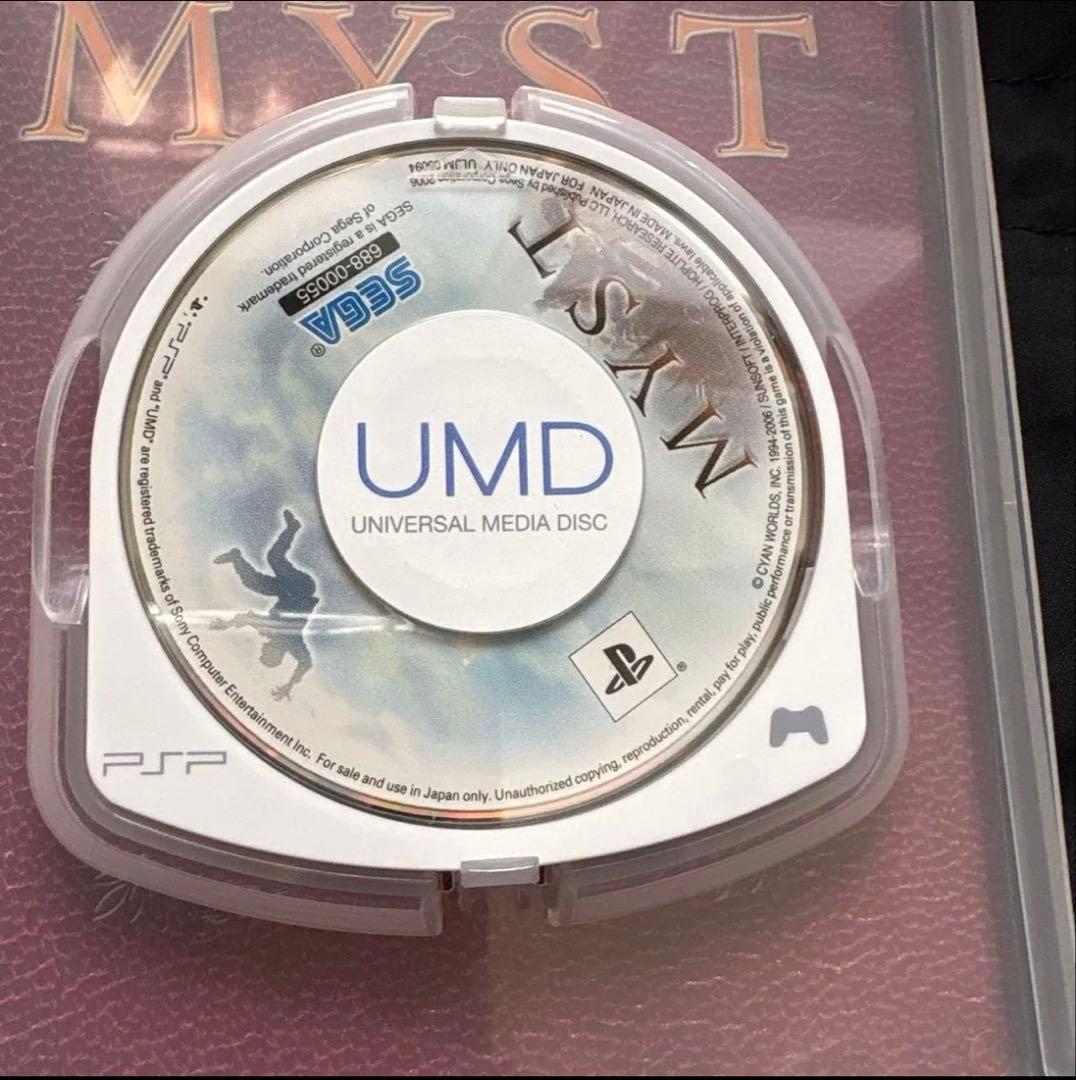 MYST
UMD
UNIVERSAL MEDIA DISC
MYST
SEGA®
688-00055
SEGA is a registered trademark
of Sega Corporation.
© CYAN WORLDS, INC. 1994-2006 / SUNSOFT / INTERPROG / HOPLITE RESEARCH, LLC Published by Sega Corporation 2006
public performance or transmission of this game is a violation of applicable laws. MADE IN JAPAN FOR JAPAN ONLY ULJM 05094
"PSP" and "UMD" are registered trademarks of Sony Computer Entertainment Inc. For sale and use in Japan only. Unauthorized copying, reproduction, rental, pay for play,
®
PSP